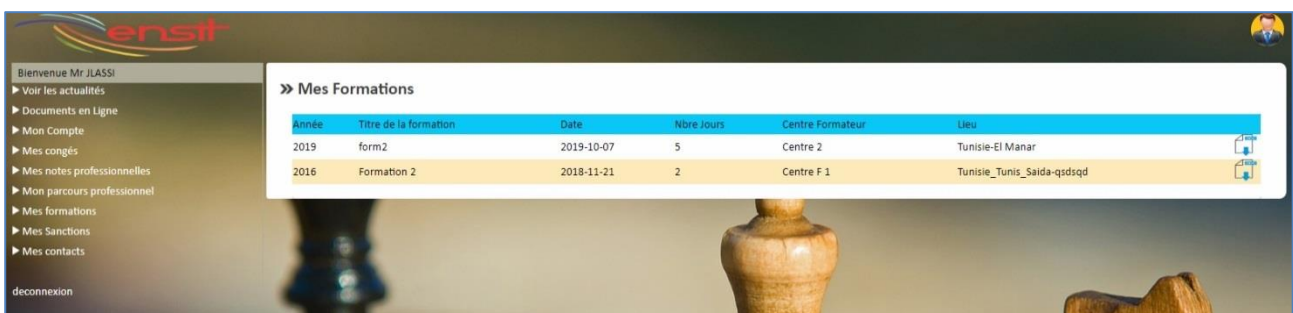 ensit
Bienvenue Mr JLASSI
Voir les actualités
Documents en Ligne
Mon Compte
Mes congés
Mes notes professionnelles
Mon parcours professionnel
Mes formations
Mes Sanctions
Mes contacts
deconnexion
» Mes Formations
Année Titre de la formation Date Nbre Jours Centre Formateur Lieu
2019 form2 2019-10-07 5 Centre 2 Tunisie-El Manar
2016 Formation 2 2018-11-21 2 Centre F 1 Tunisie_Tunis_Saida-qsdsqd